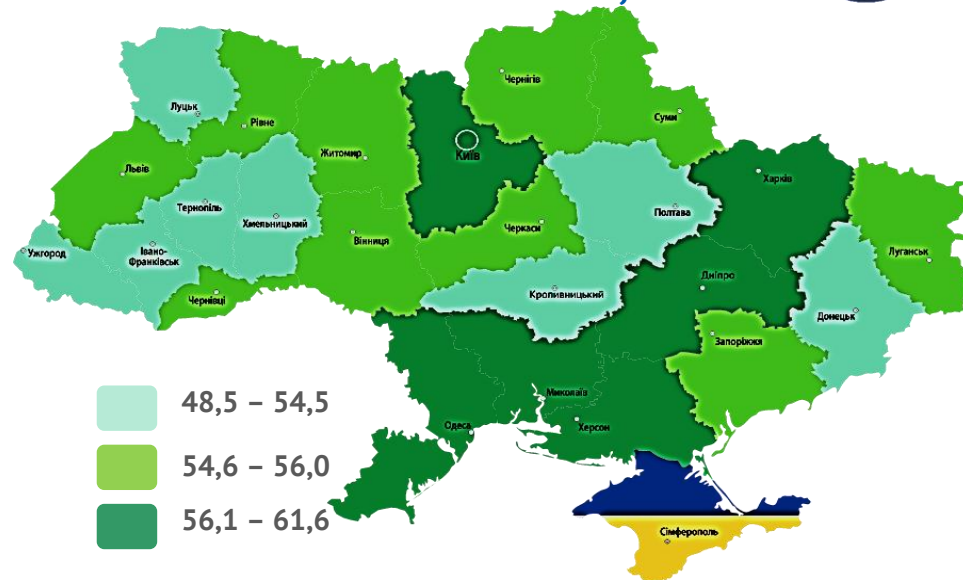 Чернігів
Луцьк
Рівне
Суми
Житомир
Київ
Львів
Харків
Тернопіль
Хмельницький
Полтава
Черкаси
Вінниця
Ужгород
Івано-
Франківськ
Луганськ
Дніпро
Чернівці
Кропивницький
Донецьк
Запоріжжя
Миколаїв
Одеса
Херсон
Сімферополь
48,5 – 54,5
54,6 – 56,0
56,1 – 61,6